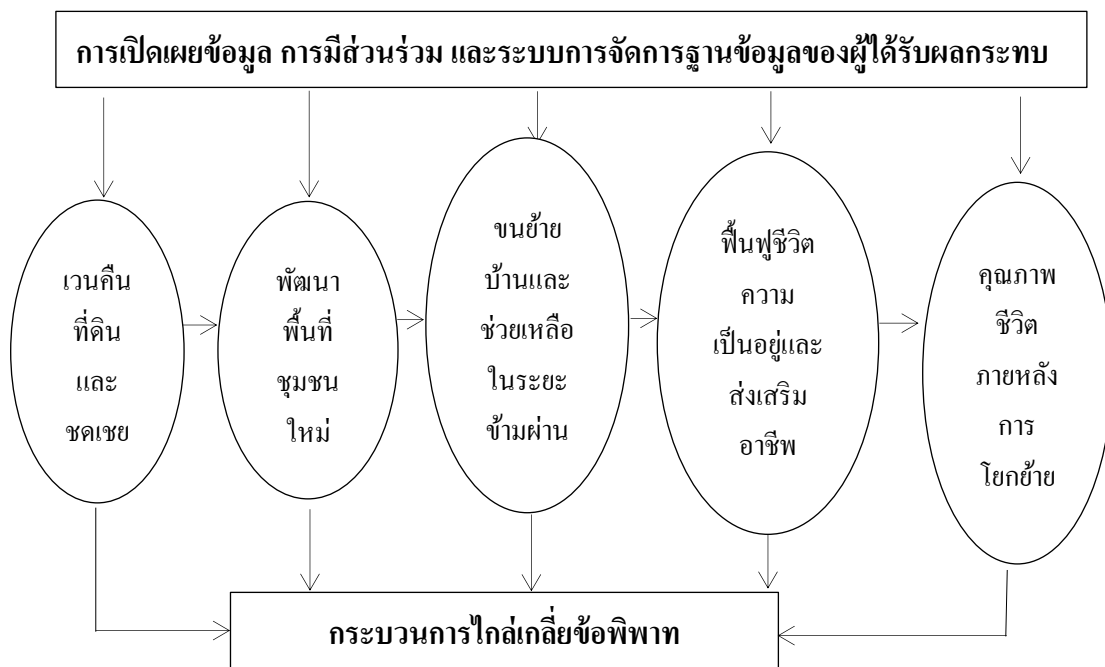 การเปิดเผยข้อมูล การมีส่วนร่วม และระบบการจัดการฐานข้อมูลของผู้ได้รับผลกระทบ
เวนคืน
ที่ดิน
และ
ชดเชย
พัฒนา
พื้นที่
ชุมชน
ใหม่
ขนย้าย
บ้านและ
ช่วยเหลือ
ในระยะ
ข้ามผ่าน
ฟื้นฟูชีวิต
ความ
เป็นอยู่และ
ส่งเสริม
อาชีพ
คุณภาพ
ชีวิต
ภายหลัง
การ
โยกย้าย
กระบวนการไกล่เกลี่ยข้อพิพาท